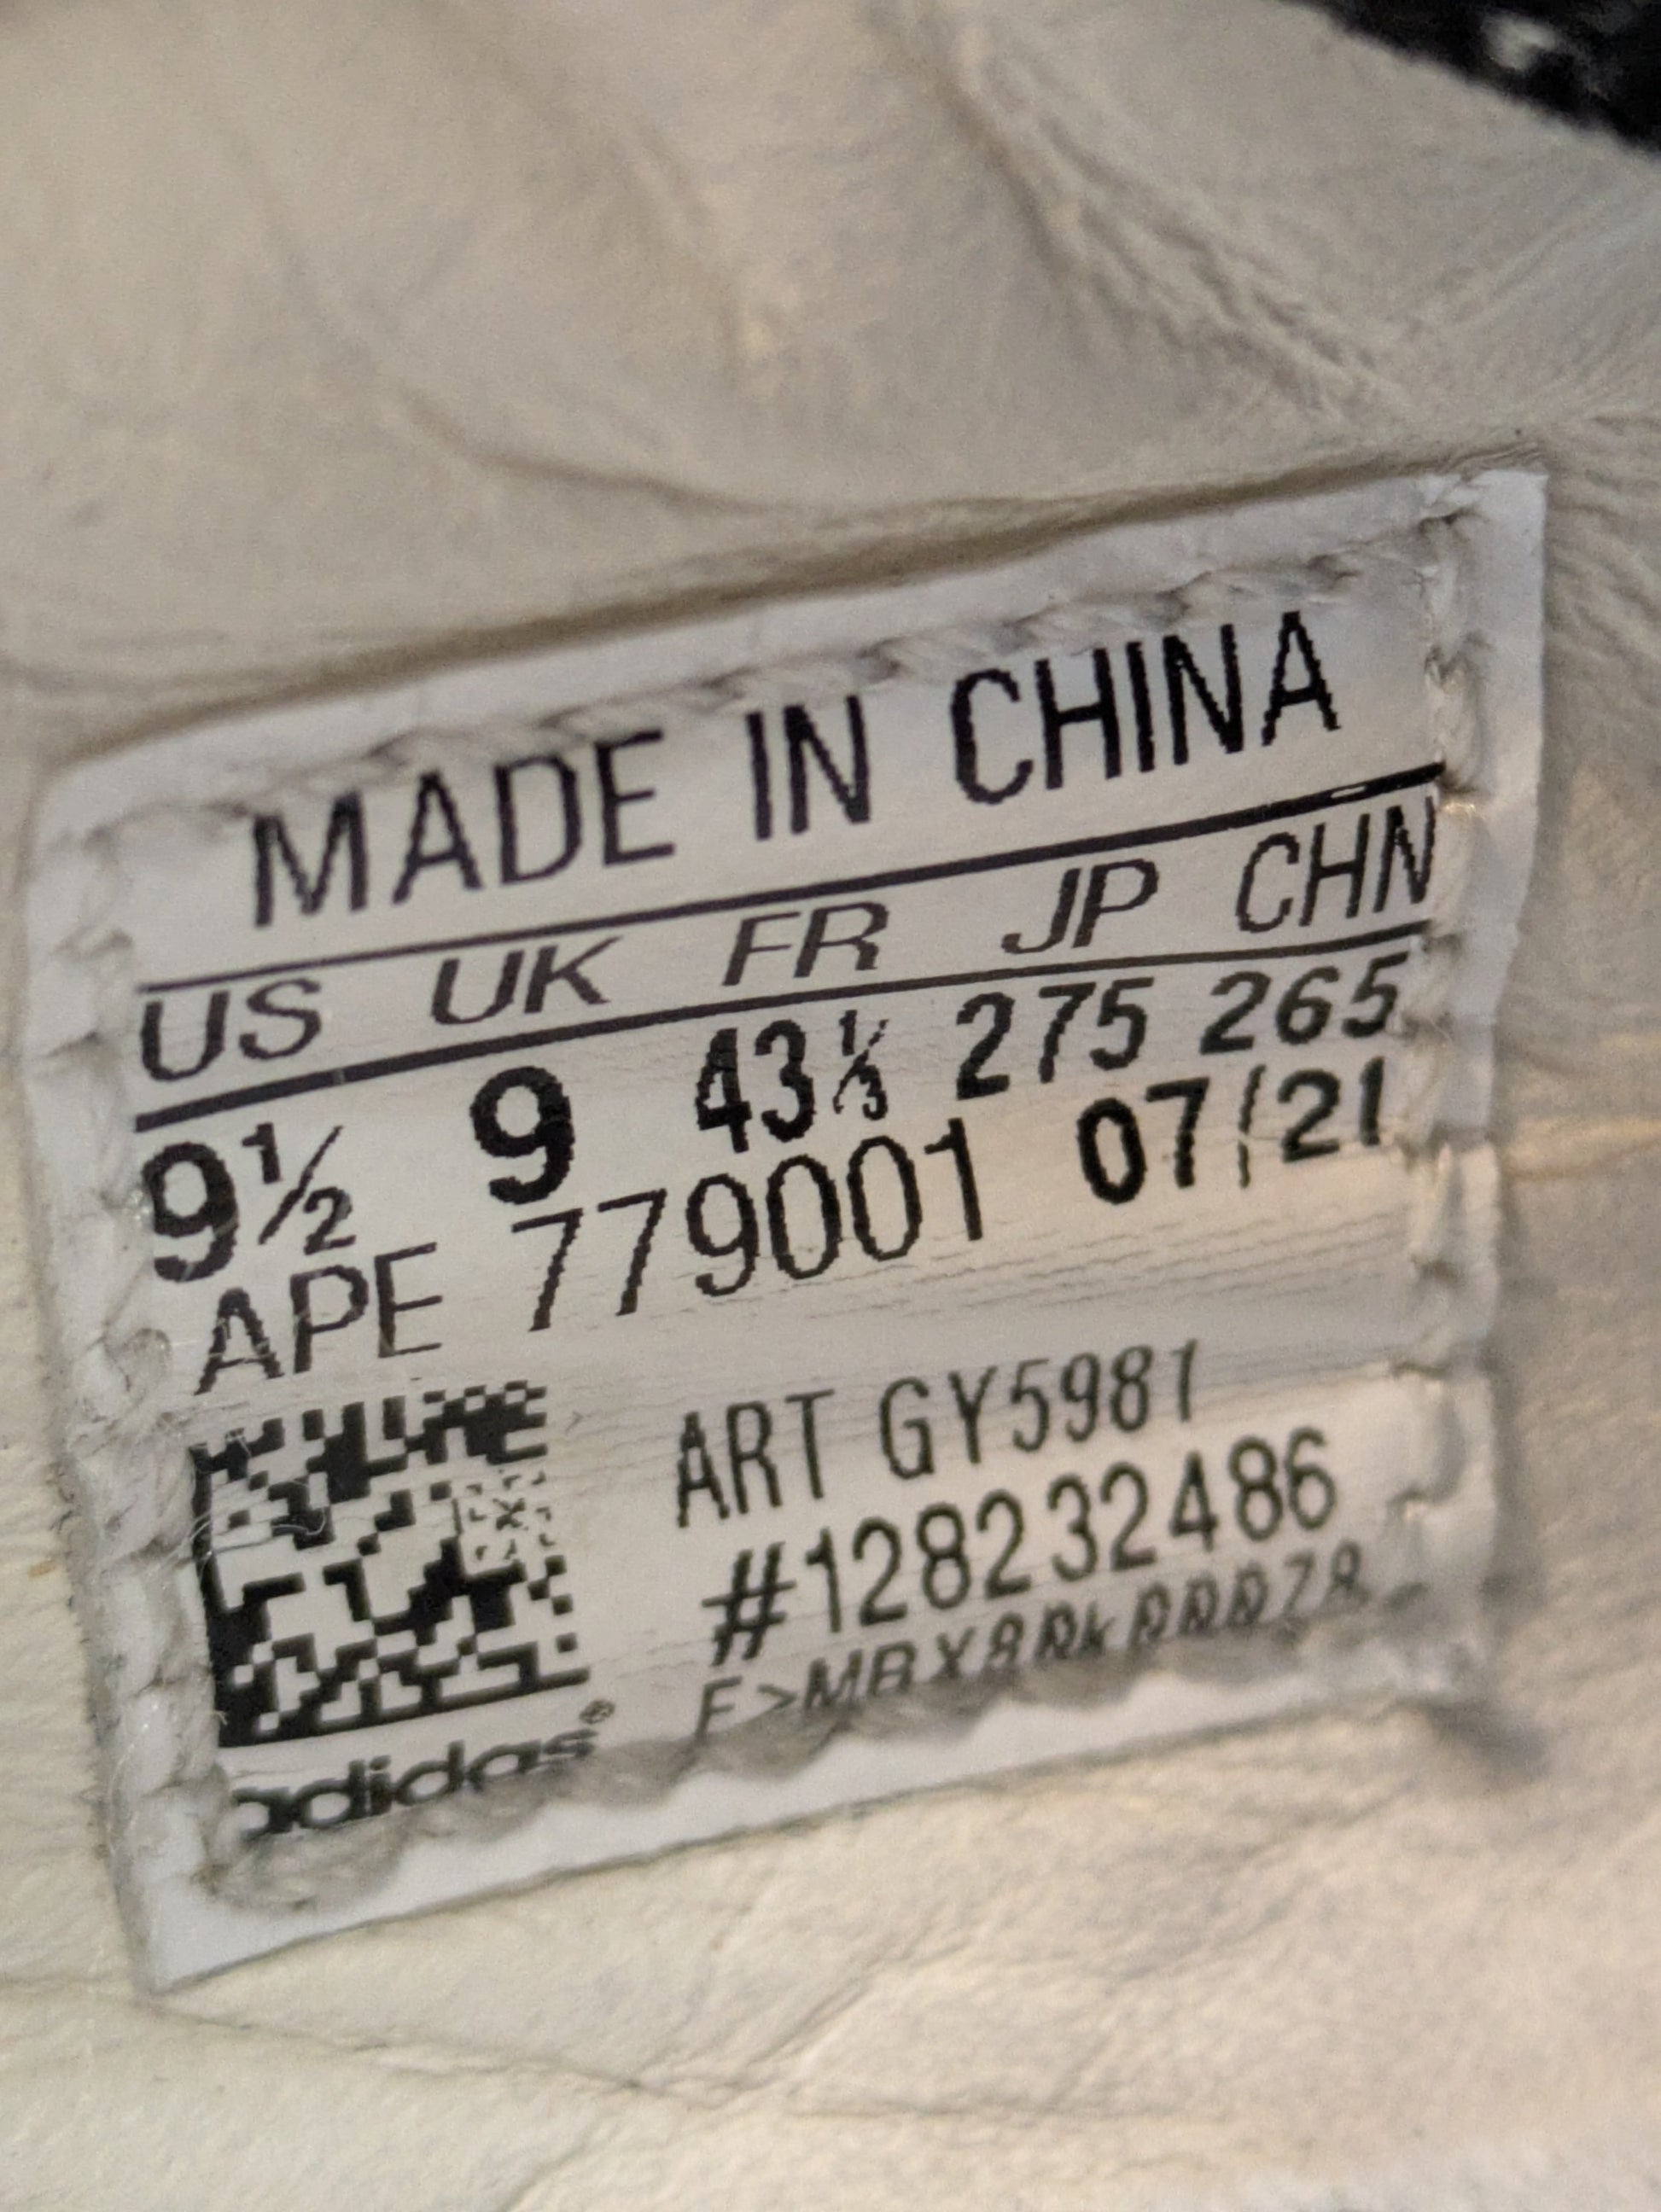 MADE IN CHINA
US UK FR JP CHN
9½ 9 43⅓ 275 265
APE 779001 07/21
ART GY5981
#128232486
adidas®